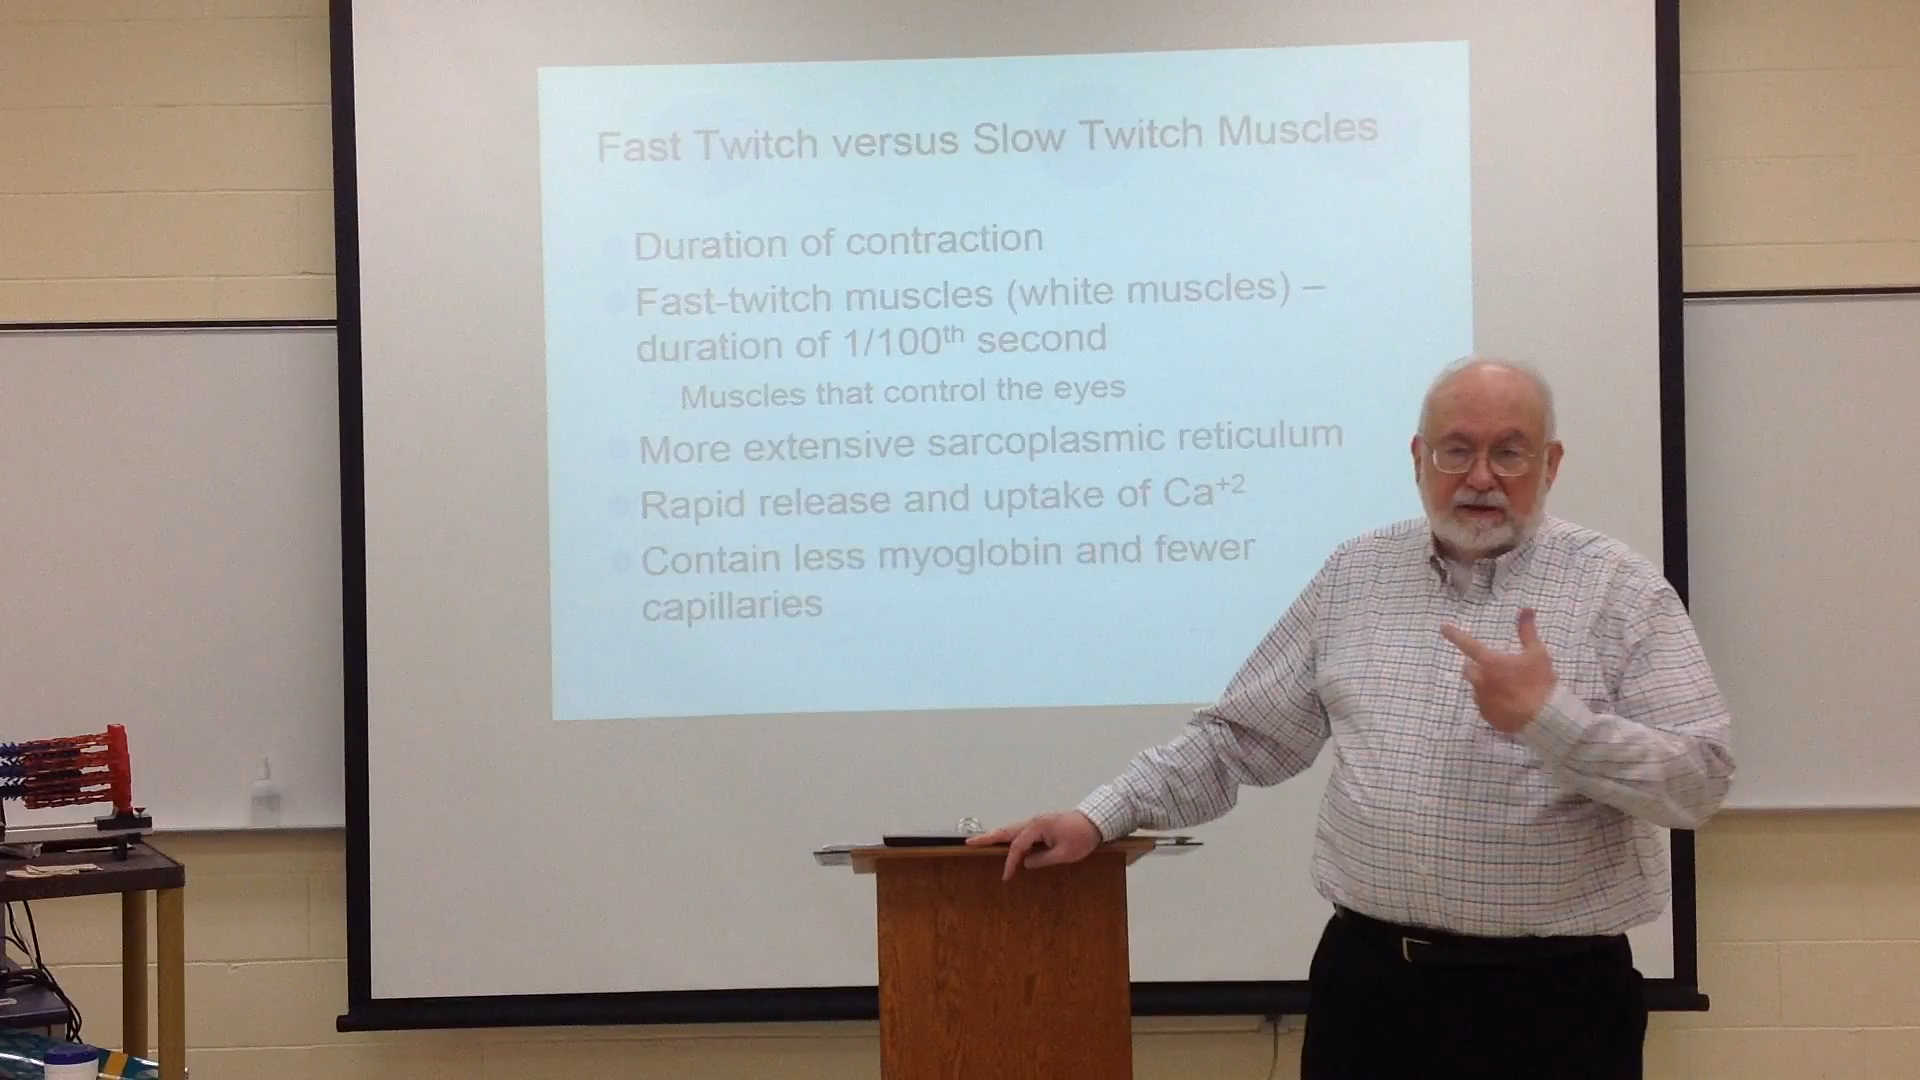 Fast Twitch versus Slow Twitch Muscles
Duration of contraction
Fast-twitch muscles (white muscles) –
duration of 1/100th second
Muscles that control the eyes
More extensive sarcoplasmic reticulum
Rapid release and uptake of Ca+2
Contain less myoglobin and fewer
capillaries